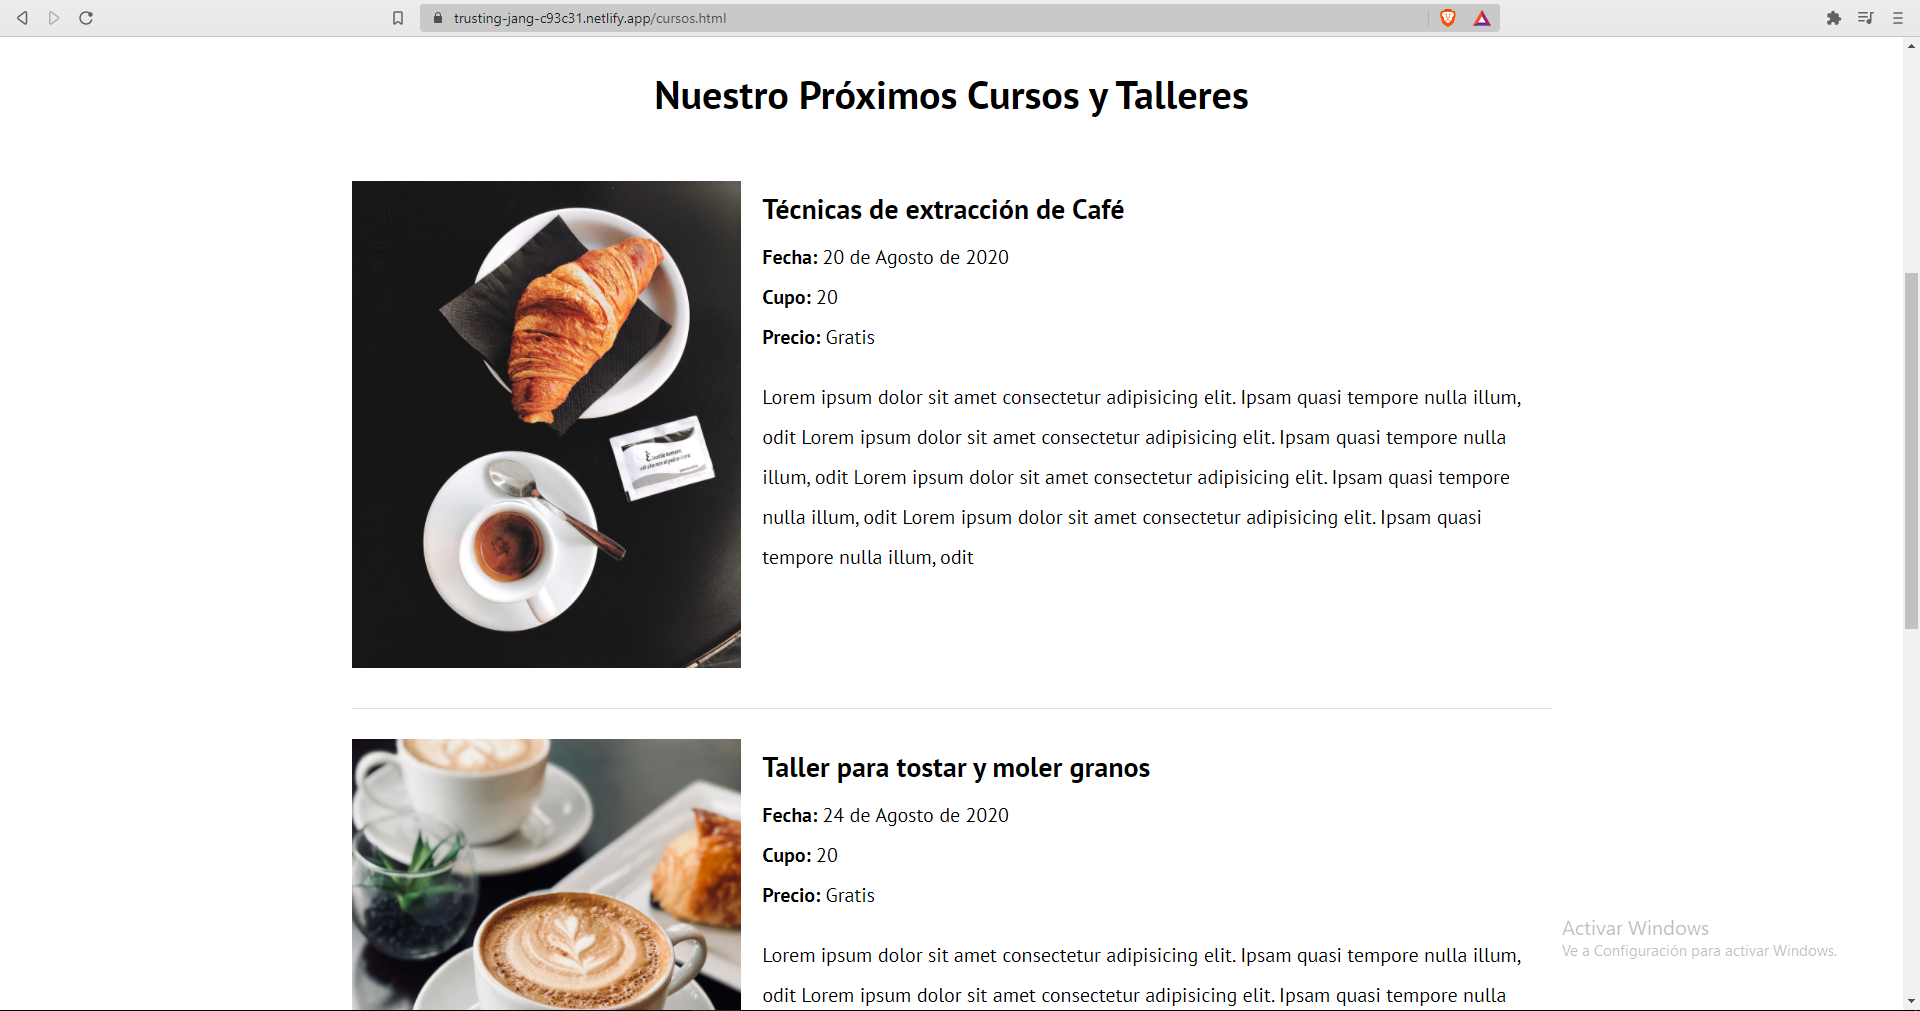 trusting-jang-c93c31.netlify.app/cursos.html
Nuestro Próximos Cursos y Talleres
Técnicas de extracción de Café
Fecha: 20 de Agosto de 2020
Cupo: 20
Precio: Gratis
Lorem ipsum dolor sit amet consectetur adipisicing elit. Ipsam quasi tempore nulla illum,
odit Lorem ipsum dolor sit amet consectetur adipisicing elit. Ipsam quasi tempore nulla
illum, odit Lorem ipsum dolor sit amet consectetur adipisicing elit. Ipsam quasi tempore
nulla illum, odit Lorem ipsum dolor sit amet consectetur adipisicing elit. Ipsam quasi
tempore nulla illum, odit
Taller para tostar y moler granos
Fecha: 24 de Agosto de 2020
Cupo: 20
Precio: Gratis
Lorem ipsum dolor sit amet consectetur adipisicing elit. Ipsam quasi tempore nulla illum,
odit Lorem ipsum dolor sit amet consectetur adipisicing elit. Ipsam quasi tempore nulla
Activar Windows
Ve a Configuración para activar Windows.